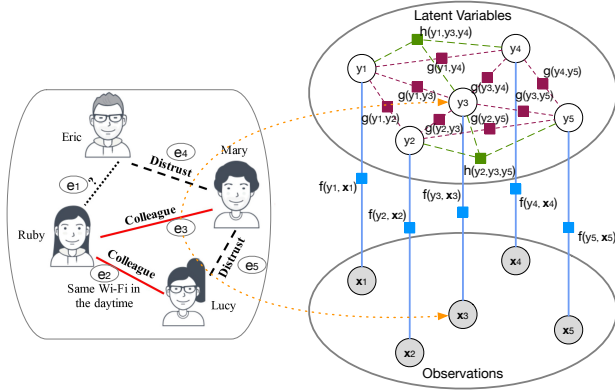 Eric
e4
Distrust
Mary
e1
?
Ruby
Colleague
e3
Colleague
e2
Distrust
e5
Same Wi-Fi in
the daytime
Lucy
Latent Variables
h(y1,y3,y4)
y1
y4
g(y1,y4)
g(y4,y5)
g(y1,y3)
g(y3,y4)
g(y3,y5)
y3
g(y1,y2)
g(y2,y3)
g(y2,y5)
y5
y2
h(y2,y3,y5)
f(y1, x1)
f(y2, x2)
f(y3, x3)
f(y4, x4)
f(y5, x5)
x1
x4
x3
x5
x2
Observations